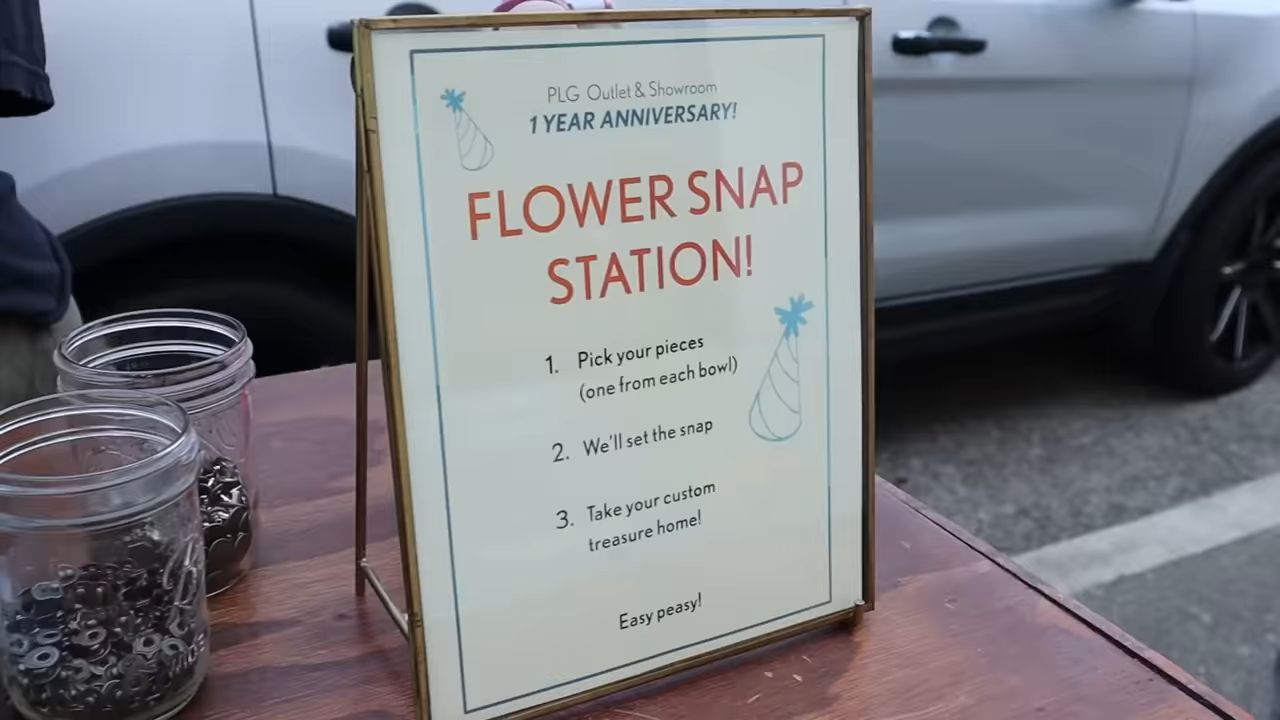 PLG Outlet & Showroom
1 YEAR ANNIVERSARY!
FLOWER SNAP
STATION!
1. Pick your pieces
(one from each bowl)
2. We'll set the snap
3. Take your custom
treasure home!
Easy peasy!